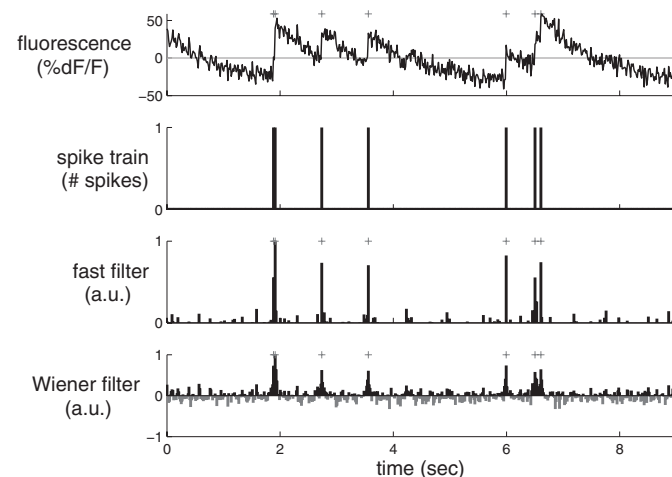 50
fluorescence
(%dF/F)
0
−50
1
spike train
(# spikes)
0
1
fast filter
(a.u.)
0
1
Wiener filter
(a.u.)
0
−1
0 2 4 6 8
time (sec)